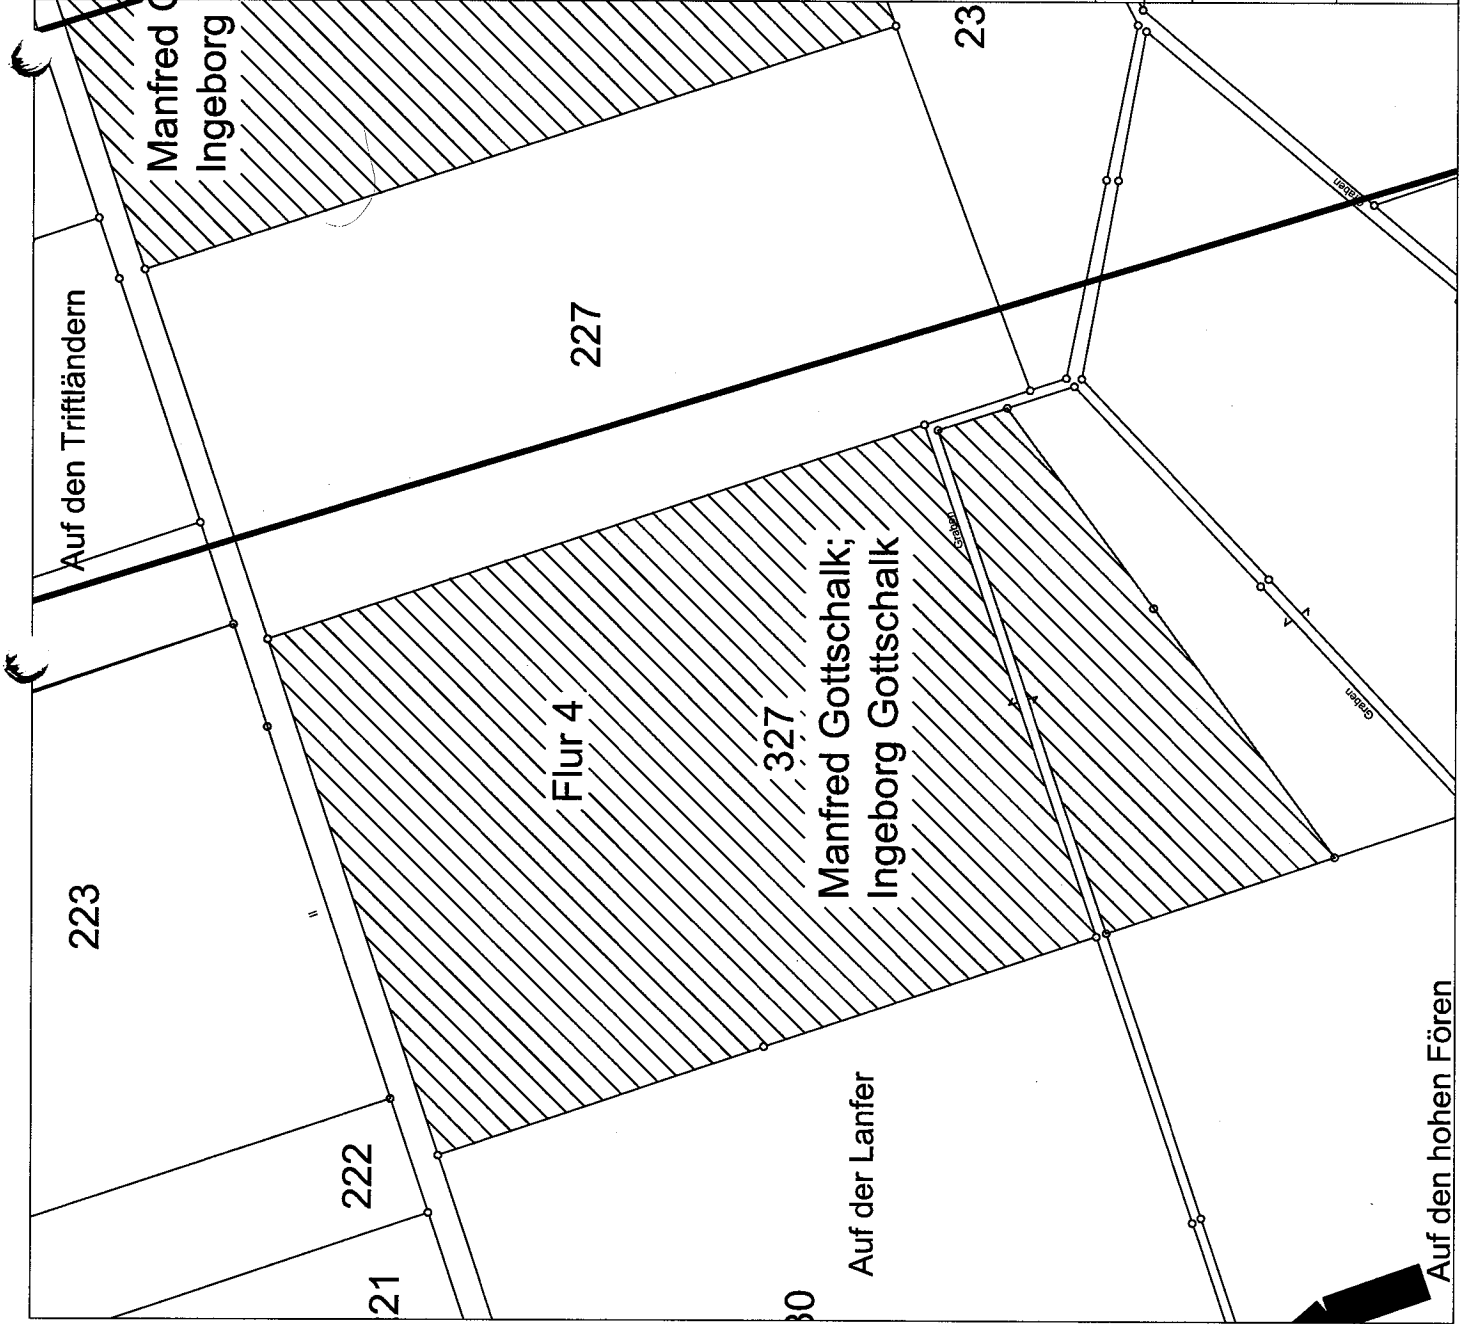 Manfred
Ingeborg
23
Auf den Triftländern
227
Graben
223
Flur 4
327
Manfred Gottschalk;
Ingeborg Gottschalk
Graben
Graben
222
21
Auf der Lanfer
30
Auf den hohen Fören